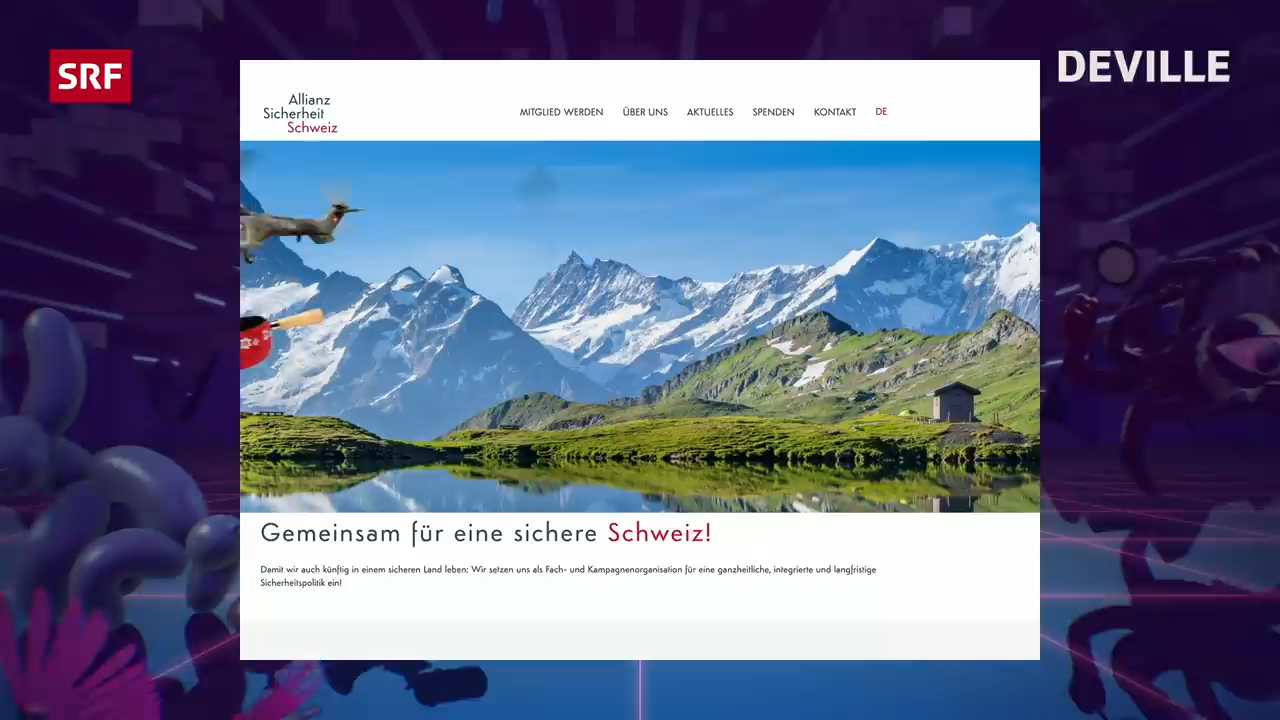 SRF
DEVILLE
Allianz
Sicherheit
Schweiz
MITGLIED WERDEN ÜBER UNS AKTUELLES SPENDEN KONTAKT DE
Gemeinsam für eine sichere Schweiz!
Damit wir auch künftig in einem sicheren Land leben: Wir setzen uns als Fach- und Kampagnenorganisation für eine ganzheitliche, integrierte und langfristige
Sicherheitspolitik ein!